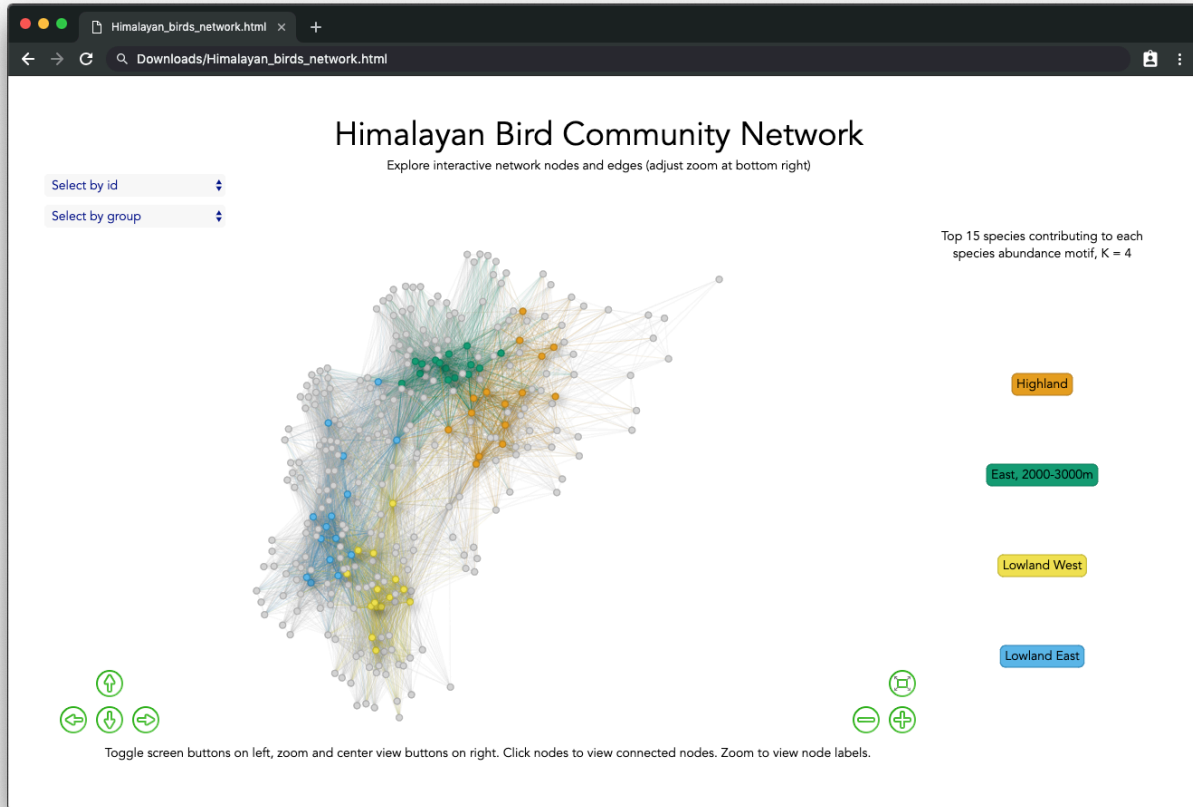 Himalayan_birds_network.html
Downloads/Himalayan_birds_network.html
Himalayan Bird Community Network
Explore interactive network nodes and edges (adjust zoom at bottom right)
Select by id
Select by group
Top 15 species contributing to each
species abundance motif, K = 4
Highland
East, 2000-3000m
Lowland West
Lowland East
Toggle screen buttons on left, zoom and center view buttons on right. Click nodes to view connected nodes. Zoom to view node labels.